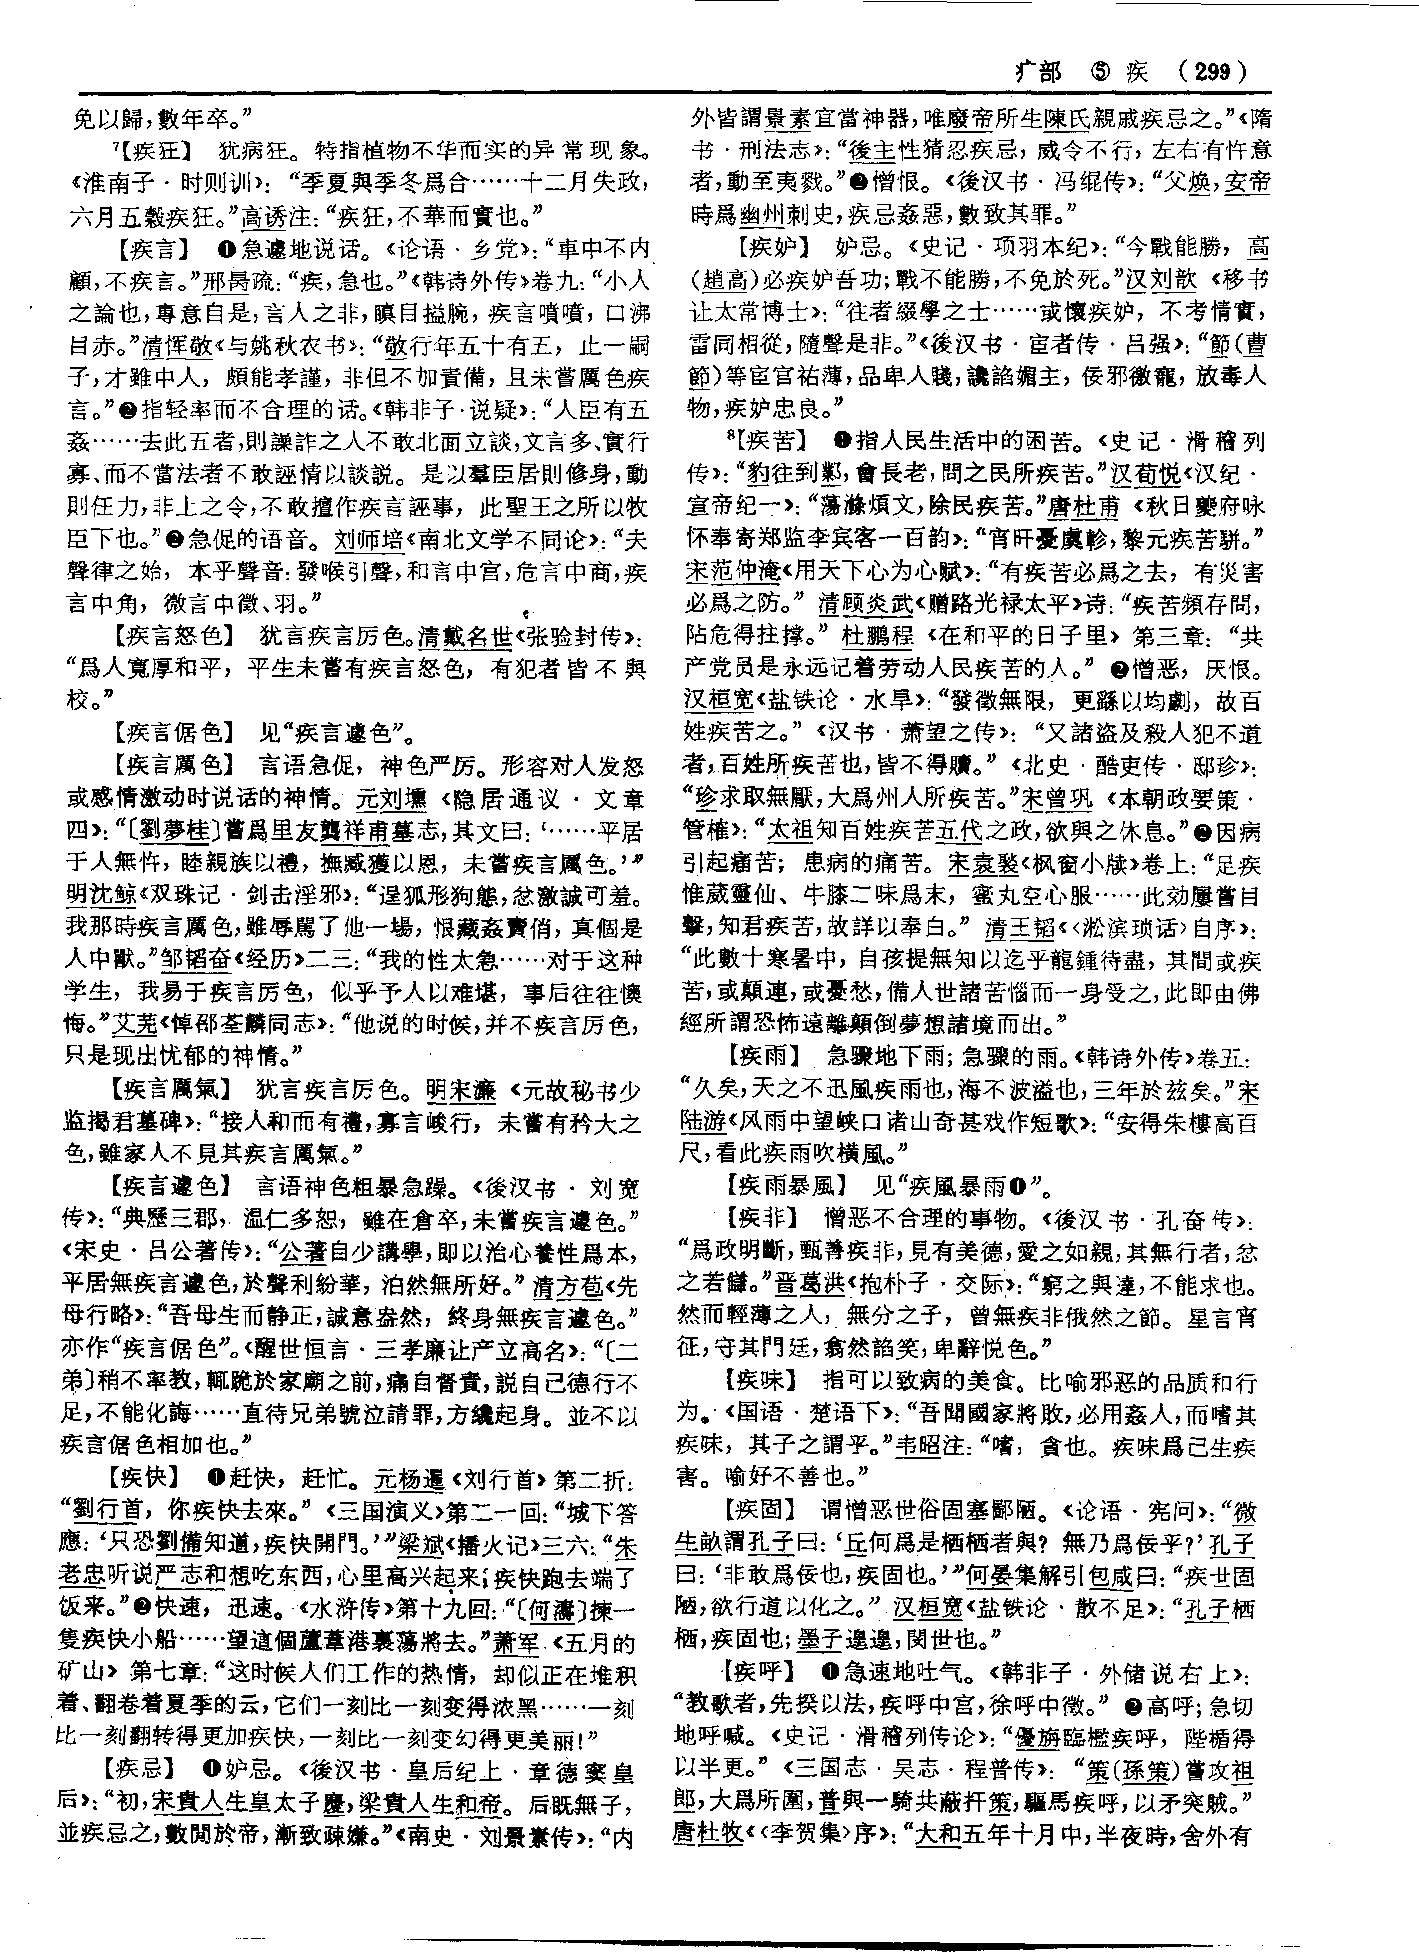 疒部 ⑤ 疾 （299）
免以歸，數年卒。”
⁷【疾狂】 犹病狂。特指植物不华而实的异常现象。
《淮南子·时则训》：“季夏與季冬爲合……十二月失政，
六月五穀疾狂。”高诱注：“疾狂，不華而實也。”
【疾言】 ❶急遽地说话。《论语·乡党》：“車中不内
顧，不疾言。”邢昺疏：“疾，急也。”《韩诗外传》卷九：“小人
之論也，專意自是，言人之非，瞋目搤腕，疾言噴噴，口沸
目赤。”清恽敬《与姚秋农书》：“敬行年五十有五，止一嗣
子，才雖中人，頗能孝謹，非但不加責備，且未嘗厲色疾
言。”❷指轻率而不合理的话。《韩非子·说疑》：“人臣有五
姦……去此五者，則譟詐之人不敢北面立談，文言多、實行
寡、而不當法者不敢誣情以談説。是以羣臣居則修身，動
則任力，非上之令，不敢擅作疾言誣事，此聖王之所以牧
臣下也。”❸急促的语音。刘师培《南北文学不同论》：“夫
聲律之始，本乎聲音：發喉引聲，和言中宫，危言中商，疾
言中角，微言中徵、羽。”
【疾言怒色】 犹言疾言厉色。清戴名世《张验封传》：
“爲人寬厚和平，平生未嘗有疾言怒色，有犯者皆不與
校。”
【疾言倨色】 见“疾言遽色”。
【疾言厲色】 言语急促，神色严厉。形容对人发怒
或感情激动时说话的神情。元刘壎《隐居通议·文章
四》：“〔劉夢桂〕嘗爲里友龔祥甫墓志，其文曰：‘……平居
于人無忤，睦親族以禮，撫臧獲以恩，未嘗疾言厲色。’”
明沈鲸《双珠记·剑击淫邪》：“逞狐形狗態，忿激誠可羞。
我那時疾言厲色，雖辱罵了他一場，恨藏姦賣俏，真個是
人中獸。”邹韬奋《经历》二三：“我的性太急……对于这种
学生，我易于疾言厉色，似乎予人以难堪，事后往往懊
悔。”艾芜《悼邵荃麟同志》：“他说的时候，并不疾言厉色，
只是现出忧郁的神情。”
【疾言厲氣】 犹言疾言厉色。明宋濂《元故秘书少
监揭君墓碑》：“接人和而有禮，寡言峻行，未嘗有矜大之
色，雖家人不見其疾言厲氣。”
【疾言遽色】 言语神色粗暴急躁。《後汉书·刘宽
传》：“典歷三郡，温仁多恕，雖在倉卒，未嘗疾言遽色。”
《宋史·吕公著传》：“公著自少講學，即以治心養性爲本，
平居無疾言遽色，於聲利紛華，泊然無所好。”清方苞《先
母行略》：“吾母生而静正，誠意盎然，終身無疾言遽色。”
亦作“疾言倨色”。《醒世恒言·三孝廉让产立高名》：“〔二
弟〕稍不率教，輒跪於家廟之前，痛自督責，説自己德行不
足，不能化誨……直待兄弟號泣請罪，方纔起身。並不以
疾言倨色相加也。”
【疾快】 ❶赶快，赶忙。元杨暹《刘行首》第二折：
“劉行首，你疾快去來。”《三国演义》第二一回：“城下答
應：‘只恐劉備知道，疾快開門。’”梁斌《播火记》三六：“朱
老忠听说严志和想吃东西，心里高兴起来；疾快跑去端了
饭来。”❷快速，迅速。《水浒传》第十九回：“〔何濤〕揀一
隻疾快小船……望這個蘆葦港裏蕩將去。”萧军《五月的
矿山》第七章：“这时候人们工作的热情，却似正在堆积
着、翻卷着夏季的云，它们一刻比一刻变得浓黑……一刻
比一刻翻转得更加疾快，一刻比一刻变幻得更美丽！”
【疾忌】 ❶妒忌。《後汉书·皇后纪上·章德窦皇
后》：“初，宋貴人生皇太子慶，梁貴人生和帝。后既無子，
並疾忌之，數閒於帝，漸致疎嫌。”《南史·刘景素传》：“内
外皆謂景素宜當神器，唯廢帝所生陳氏親戚疾忌之。”《隋
书·刑法志》：“後主性猜忍疾忌，威令不行，左右有忤意
者，動至夷戮。”❷憎恨。《後漢书·冯绲传》：“父焕，安帝
時爲幽州刺史，疾忌姦惡，數致其罪。”
【疾妒】 妒忌。《史记·项羽本纪》：“今戰能勝，高
（趙高）必疾妒吾功；戰不能勝，不免於死。”汉刘歆《移书
让太常博士》：“往者綴學之士……或懷疾妒，不考情實，
雷同相從，隨聲是非。”《後漢书·宦者传·吕强》：“節（曹
節）等宦官祐薄，品卑人賤，讒諂媚主，佞邪徼寵，放毒人
物，疾妒忠良。”
⁸【疾苦】 ❶指人民生活中的困苦。《史记·滑稽列
传》：“豹往到鄴，會長老，問之民所疾苦。”汉荀悦《汉纪·
宣帝纪一》：“蕩滌煩文，除民疾苦。”唐杜甫《秋日夔府咏
怀奉寄郑监李宾客一百韵》：“宵旰憂虞軫，黎元疾苦駢。”
宋范仲淹《用天下心为心赋》：“有疾苦必爲之去，有災害
必爲之防。”清顾炎武《赠路光禄太平》诗：“疾苦頻存問，
阽危得拄撐。”杜鹏程《在和平的日子里》第三章：“共
产党员是永远记着劳动人民疾苦的人。”❷憎恶，厌恨。
汉桓宽《盐铁论·水旱》：“發徵無限，更繇以均劇，故百
姓疾苦之。”《汉书·萧望之传》：“又諸盜及殺人犯不道
者，百姓所疾苦也，皆不得贖。”《北史·酷吏传·邸珍》：
“珍求取無厭，大爲州人所疾苦。”宋曾巩《本朝政要策·
管榷》：“太祖知百姓疾苦五代之政，欲與之休息。”❸因病
引起痛苦；患病的痛苦。宋袁褧《枫窗小牍》卷上：“足疾
惟葳靈仙、牛膝二味爲末，蜜丸空心服……此効屢嘗目
擊，知君疾苦，故詳以奉白。”清王韬《〈淞滨琐话〉自序》：
“此數十寒暑中，自孩提無知以迄乎龍鍾待盡，其間或疾
苦，或顛連，或憂愁，備人世諸苦惱而一身受之，此即由佛
經所謂恐怖遠離顛倒夢想諸境而出。”
【疾雨】 急骤地下雨；急骤的雨。《韩诗外传》卷五：
“久矣，天之不迅風疾雨也，海不波溢也，三年於兹矣。”宋
陆游《风雨中望峡口诸山奇甚戏作短歌》：“安得朱樓高百
尺，看此疾雨吹横風。”
【疾雨暴風】 见“疾風暴雨❶”。
【疾非】 憎恶不合理的事物。《後汉书·孔奋传》：
“爲政明斷，甄善疾非，見有美德，愛之如親，其無行者，忿
之若讎。”晋葛洪《抱朴子·交际》：“窮之與達，不能求也。
然而輕薄之人，無分之子，曾無疾非俄然之節。星言宵
征，守其門廷，翕然諂笑，卑辭悦色。”
【疾味】 指可以致病的美食。比喻邪恶的品质和行
为。《国语·楚语下》：“吾聞國家將敗，必用姦人，而嗜其
疾味，其子之謂乎。”韦昭注：“嗜，貪也。疾味爲己生疾
害。喻好不善也。”
【疾固】 谓憎恶世俗固塞鄙陋。《论语·宪问》：“微
生畝謂孔子曰：‘丘何爲是栖栖者與？無乃爲佞乎？’孔子
曰：‘非敢爲佞也，疾固也。’”何晏集解引包咸曰：“疾世固
陋，欲行道以化之。”汉桓宽《盐铁论·散不足》：“孔子栖
栖，疾固也；墨子遑遑，閔世也。”
【疾呼】 ❶急速地吐气。《韩非子·外储说右上》：
“教歌者，先揆以法，疾呼中宫，徐呼中徵。”❷高呼；急切
地呼喊。《史记·滑稽列传论》：“優旃臨檻疾呼，陛楯得
以半更。”《三国志·吴志·程普传》：“策（孫策）嘗攻祖
郎，大爲所圍，普與一騎共蔽扞策，驅馬疾呼，以矛突賊。”
唐杜牧《〈李贺集〉序》：“大和五年十月中，半夜時，舍外有